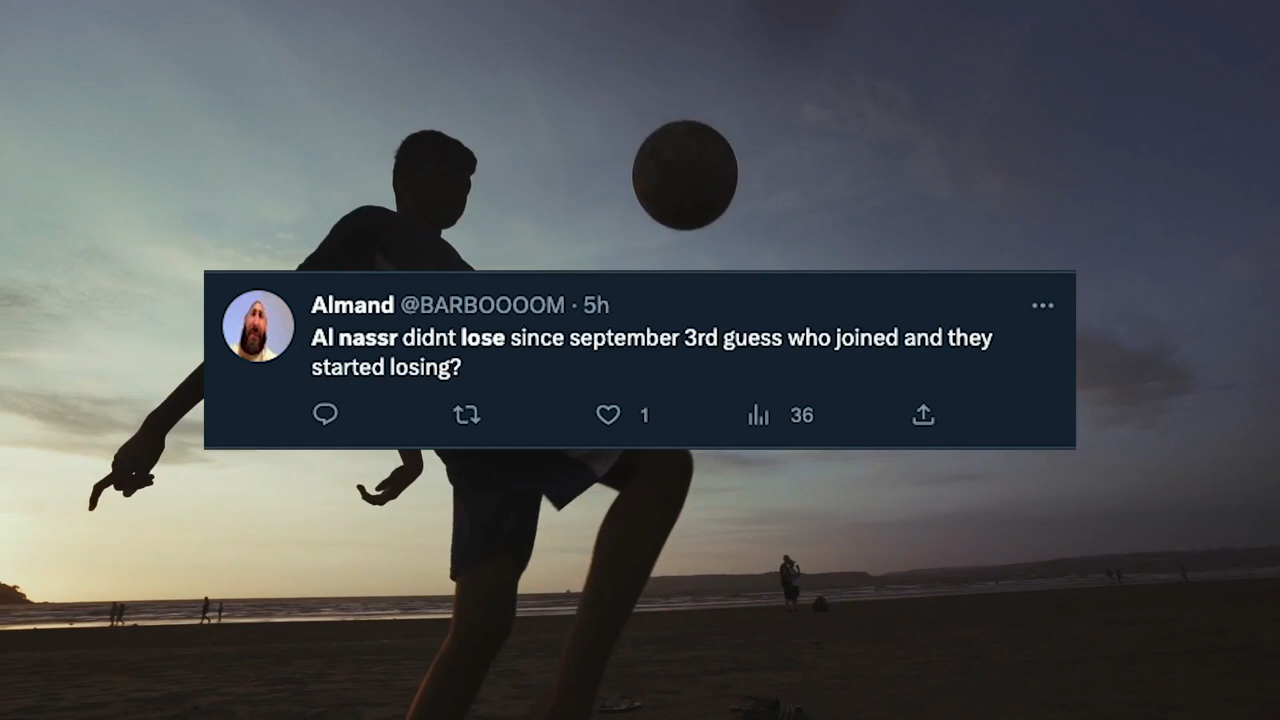 Almand @BARBOOOOM · 5h
Al nassr didnt lose since september 3rd guess who joined and they
started losing?
1 36